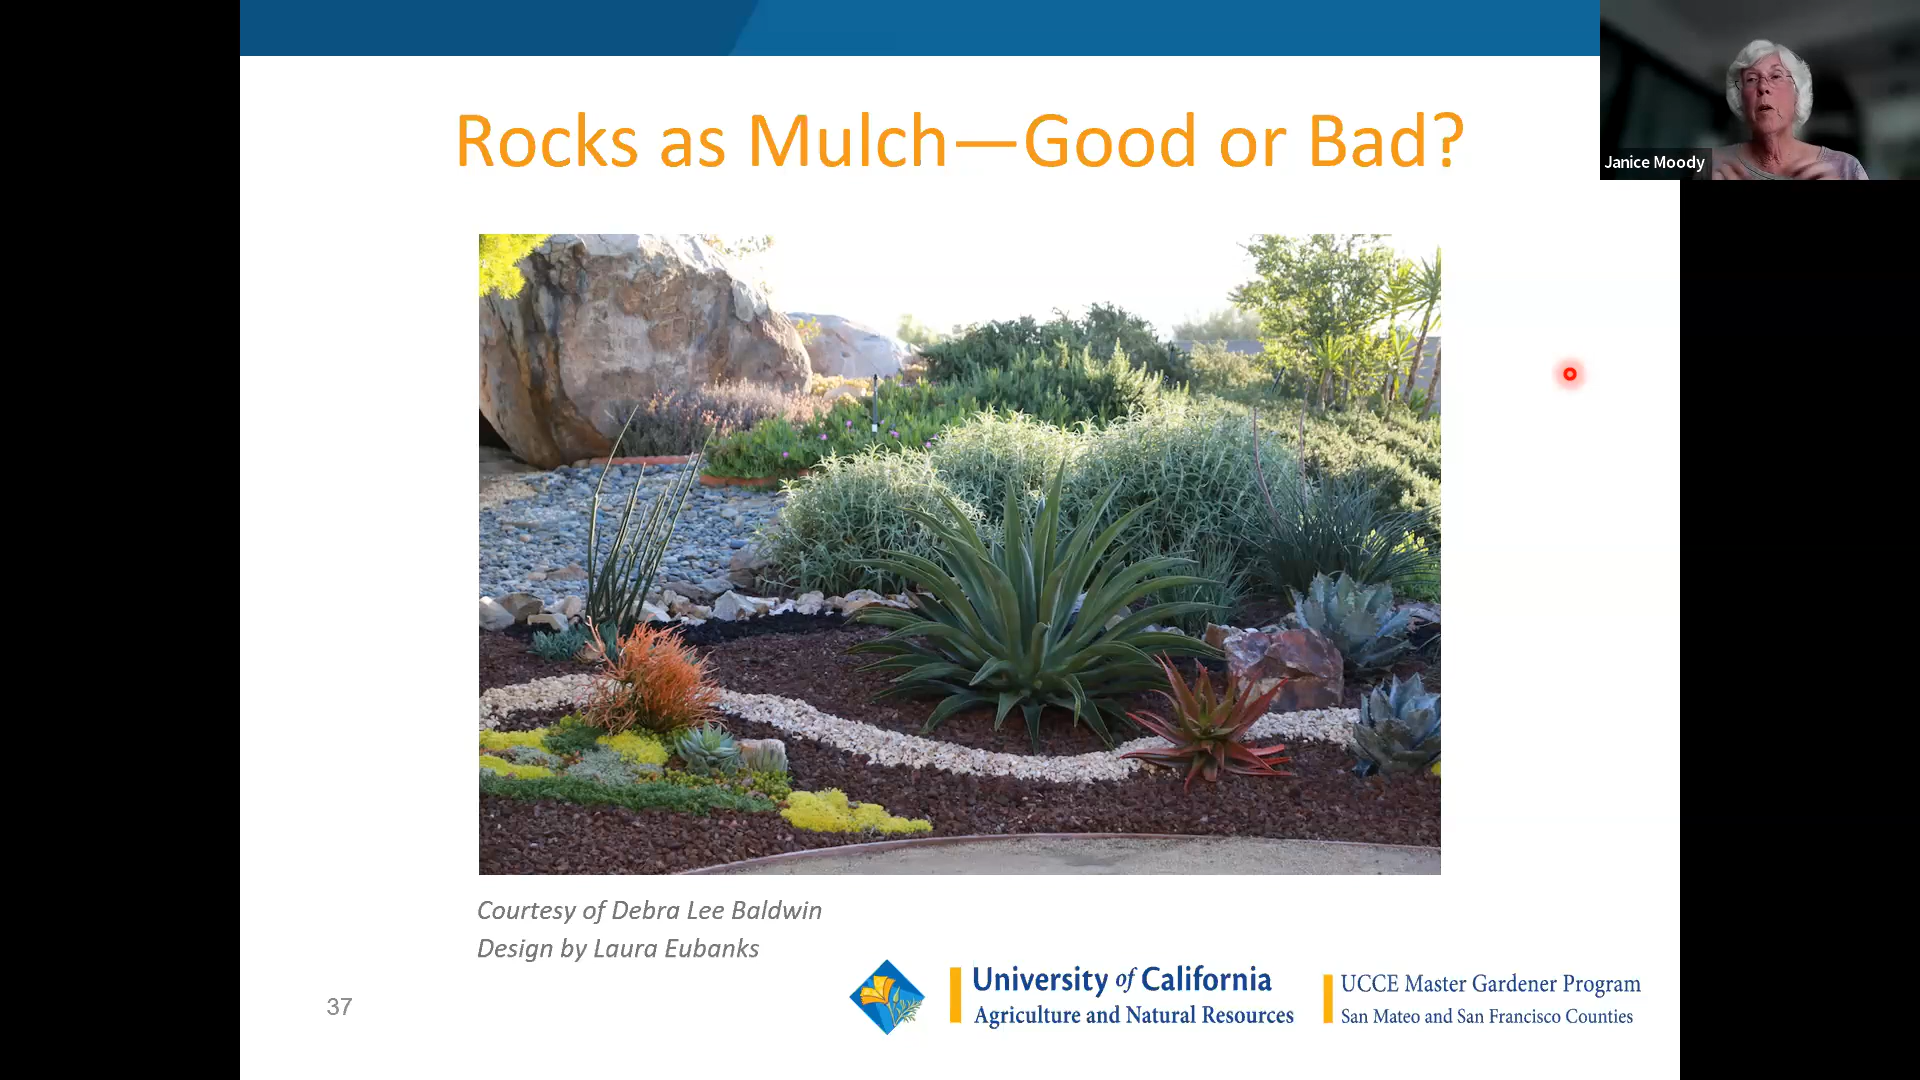 Rocks as Mulch—Good or Bad?
Janice Moody
Courtesy of Debra Lee Baldwin
Design by Laura Eubanks
37
University of California
Agriculture and Natural Resources
UCCE Master Gardener Program
San Mateo and San Francisco Counties